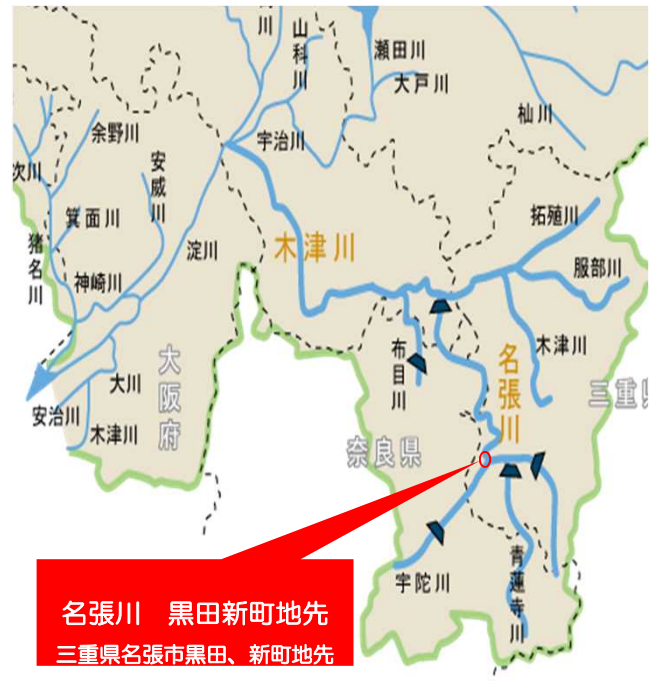 川
山科川
瀬田川
大戸川
杣川
余野川
宇治川
安威川
次川
箕面川
拓殖川
猪名川
淀川
木津川
服部川
神崎川
布目川
名張川
木津川
大阪府
大川
三重県
安治川
木津川
奈良県
宇陀川
青蓮寺川
名張川　黒田新町地先
三重県名張市黒田、新町地先